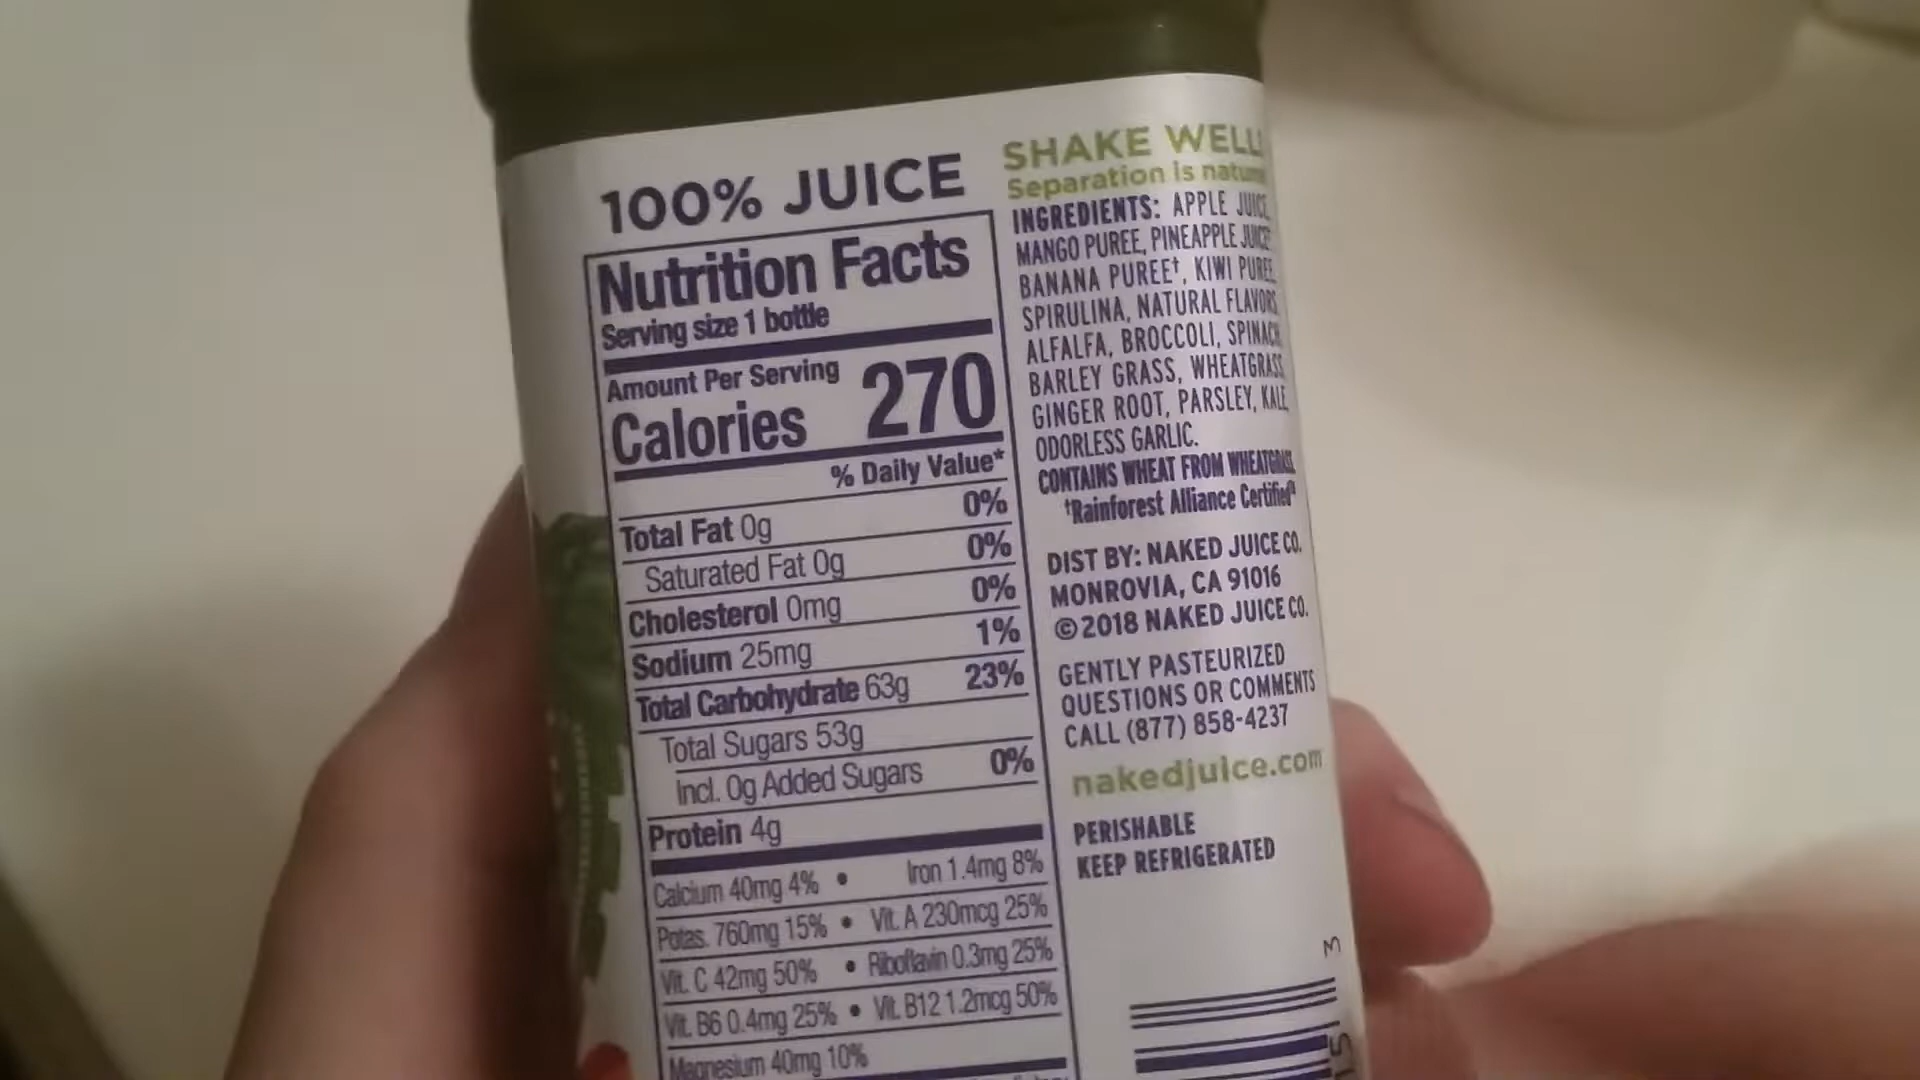 100% JUICE
Nutrition Facts
Serving size 1 bottle
Amount Per Serving
Calories 270
% Daily Value*
Total Fat 0g 0%
Saturated Fat 0g 0%
Cholesterol 0mg 0%
Sodium 25mg 1%
Total Carbohydrate 63g 23%
Total Sugars 53g
Incl. 0g Added Sugars 0%
Protein 4g
Calcium 40mg 4% • Iron 1.4mg 8%
Potas. 760mg 15% • Vit. A 230mcg 25%
Vit. C 42mg 50% • Riboflavin 0.3mg 25%
Vit. B6 0.4mg 25% • Vit. B12 1.2mcg 50%
Magnesium 40mg 10%
SHAKE WELL
Separation is
INGREDIENTS: APPLE JUICE,
MANGO PUREE, PINEAPPLE JUICE
BANANA PUREE†, KIWI PUREE
SPIRULINA, NATURAL FLAVORS,
ALFALFA, BROCCOLI, SPINACH
BARLEY GRASS, WHEATGRASS
GINGER ROOT, PARSLEY, KALE,
ODORLESS GARLIC.
CONTAINS WHEAT FROM WHEATGRASS
†Rainforest Alliance Certified
DIST BY: NAKED JUICE CO.
MONROVIA, CA 91016
©2018 NAKED JUICE CO.
GENTLY PASTEURIZED
QUESTIONS OR COMMENTS
CALL (877) 858-4237
nakedjuice.com
PERISHABLE
KEEP REFRIGERATED
3
15